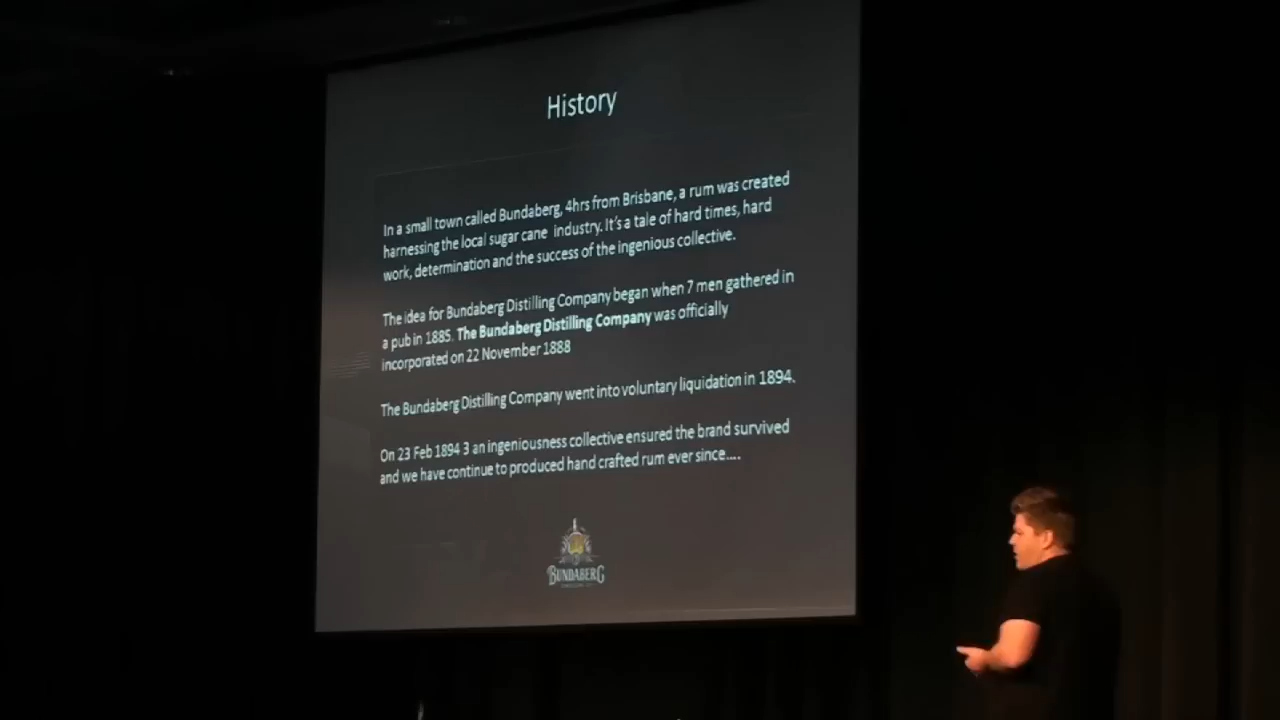 History
In a small town called Bundaberg, 4hrs from Brisbane, a rum was created
harnessing the local sugar cane industry. It's a tale of hard times, hard
work, determination and the success of the ingenious collective.
The idea for Bundaberg Distilling Company began when 7 men gathered in
a pub in 1885. The Bundaberg Distilling Company was officially
incorporated on 22 November 1888
The Bundaberg Distilling Company went into voluntary liquidation in 1894.
On 23 Feb 1894 3 an ingeniousness collective ensured the brand survived
and we have continue to produced hand crafted rum ever since....
BUNDABERG